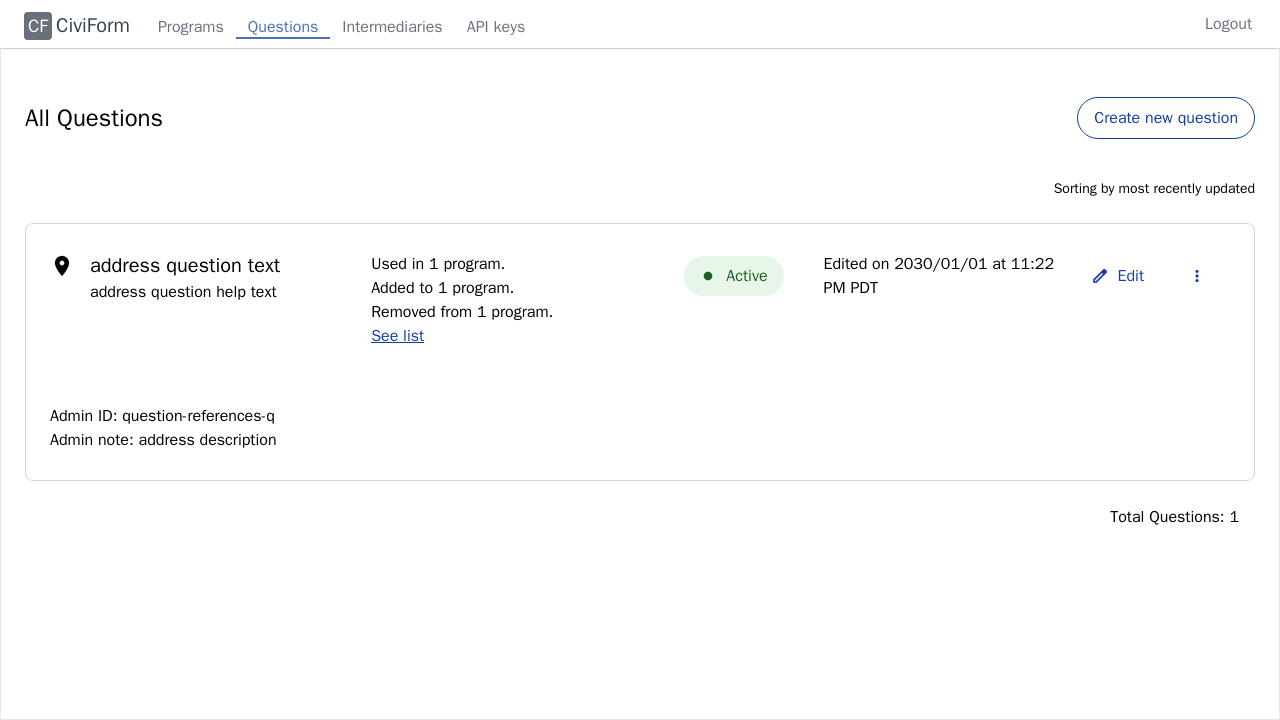 CF CiviForm Programs Questions Intermediaries API keys Logout
All Questions
Create new question
Sorting by most recently updated
address question text
address question help text
Used in 1 program.
Added to 1 program.
Removed from 1 program.
See list
Active
Edited on 2030/01/01 at 11:22
PM PDT
Edit
Admin ID: question-references-q
Admin note: address description
Total Questions: 1